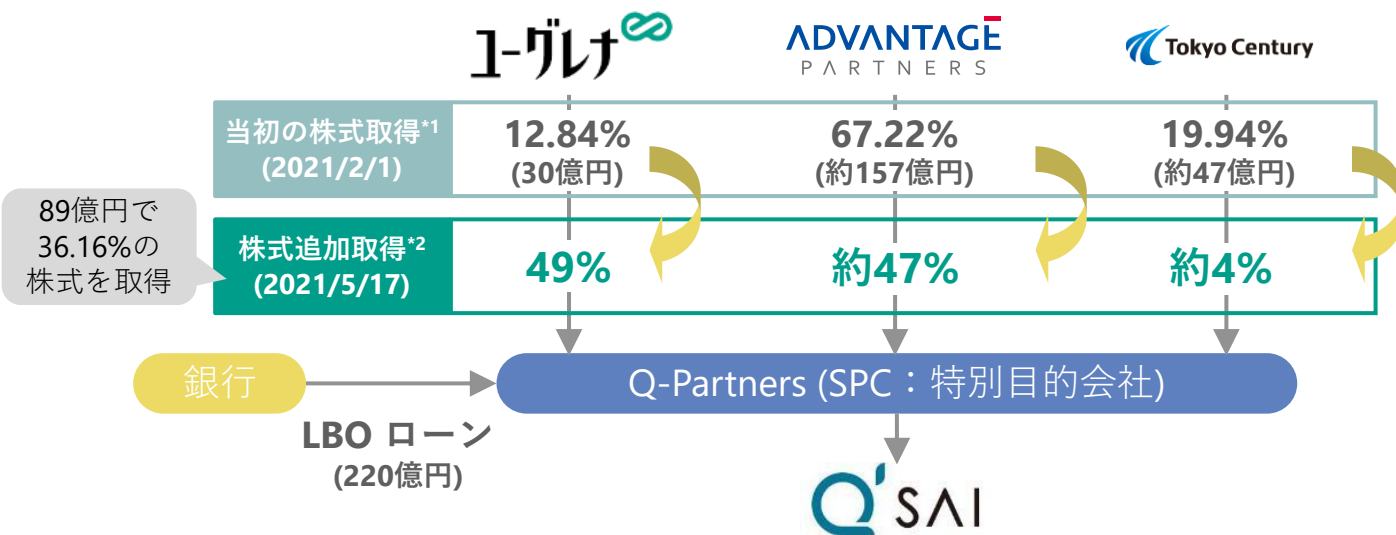 ユーグレナ
ADVANTAGE
PARTNERS
Tokyo Century
当初の株式取得*1
(2021/2/1)
12.84%
(30億円)
67.22%
(約157億円)
19.94%
(約47億円)
89億円で
36.16%の
株式を取得
株式追加取得*2
(2021/5/17)
49%
約47%
約4%
銀行
Q-Partners (SPC：特別目的会社)
LBO ローン
(220億円)
Q'SAI